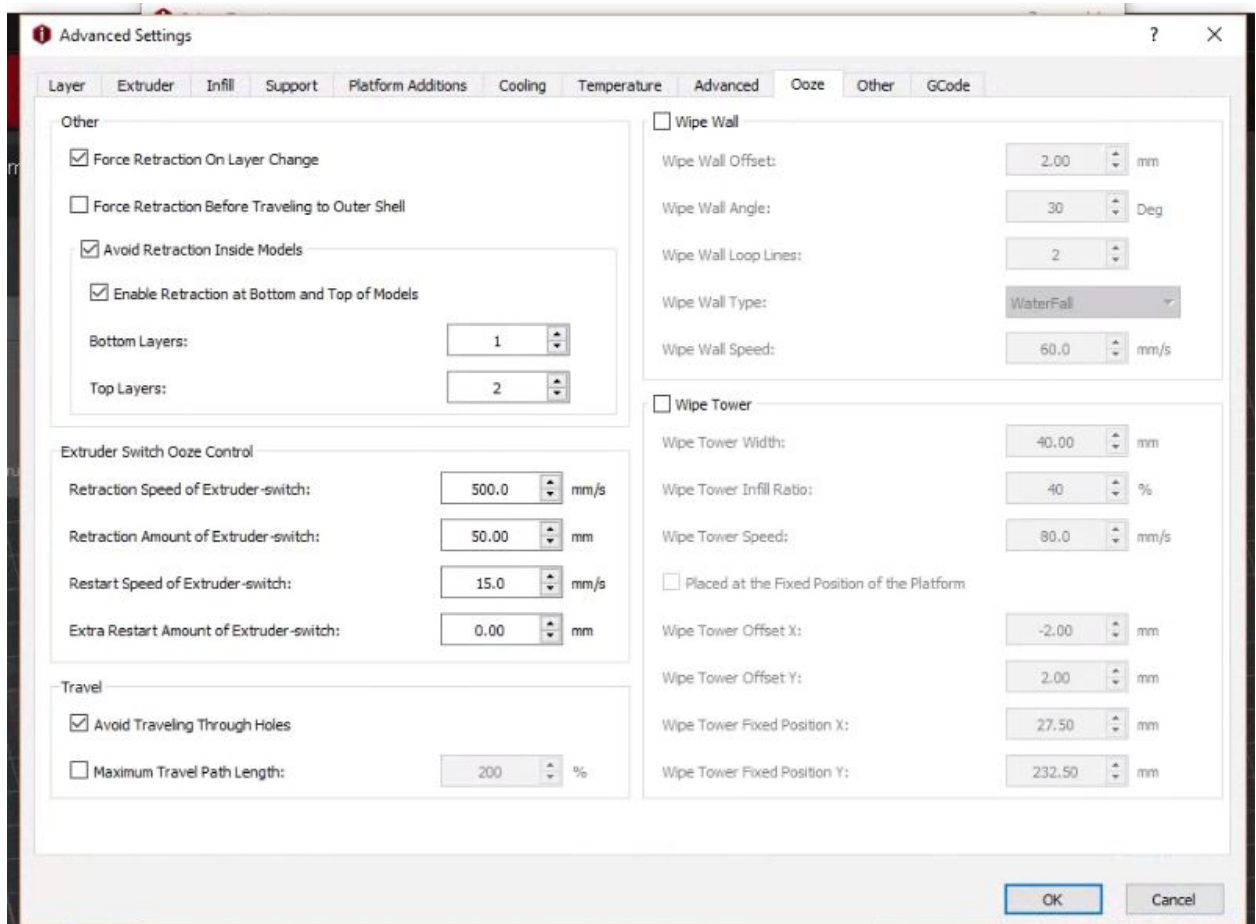 Advanced Settings
?
Layer Extruder Infill Support Platform Additions Cooling Temperature Advanced Ooze Other GCode
Other
Force Retraction On Layer Change
Force Retraction Before Traveling to Outer Shell
Avoid Retraction Inside Models
Enable Retraction at Bottom and Top of Models
Bottom Layers: 1
Top Layers: 2
Extruder Switch Ooze Control
Retraction Speed of Extruder-switch: 500.0 mm/s
Retraction Amount of Extruder-switch: 50.00 mm
Restart Speed of Extruder-switch: 15.0 mm/s
Extra Restart Amount of Extruder-switch: 0.00 mm
Travel
Avoid Traveling Through Holes
Maximum Travel Path Length: 200 %
Wipe Wall
Wipe Wall Offset: 2.00 mm
Wipe Wall Angle: 30 Deg
Wipe Wall Loop Lines: 2
Wipe Wall Type: WaterFall
Wipe Wall Speed: 60.0 mm/s
Wipe Tower
Wipe Tower Width: 40.00 mm
Wipe Tower Infill Ratio: 40 %
Wipe Tower Speed: 80.0 mm/s
Placed at the Fixed Position of the Platform
Wipe Tower Offset X: -2.00 mm
Wipe Tower Offset Y: 2.00 mm
Wipe Tower Fixed Position X: 27.50 mm
Wipe Tower Fixed Position Y: 232.50 mm
OK Cancel